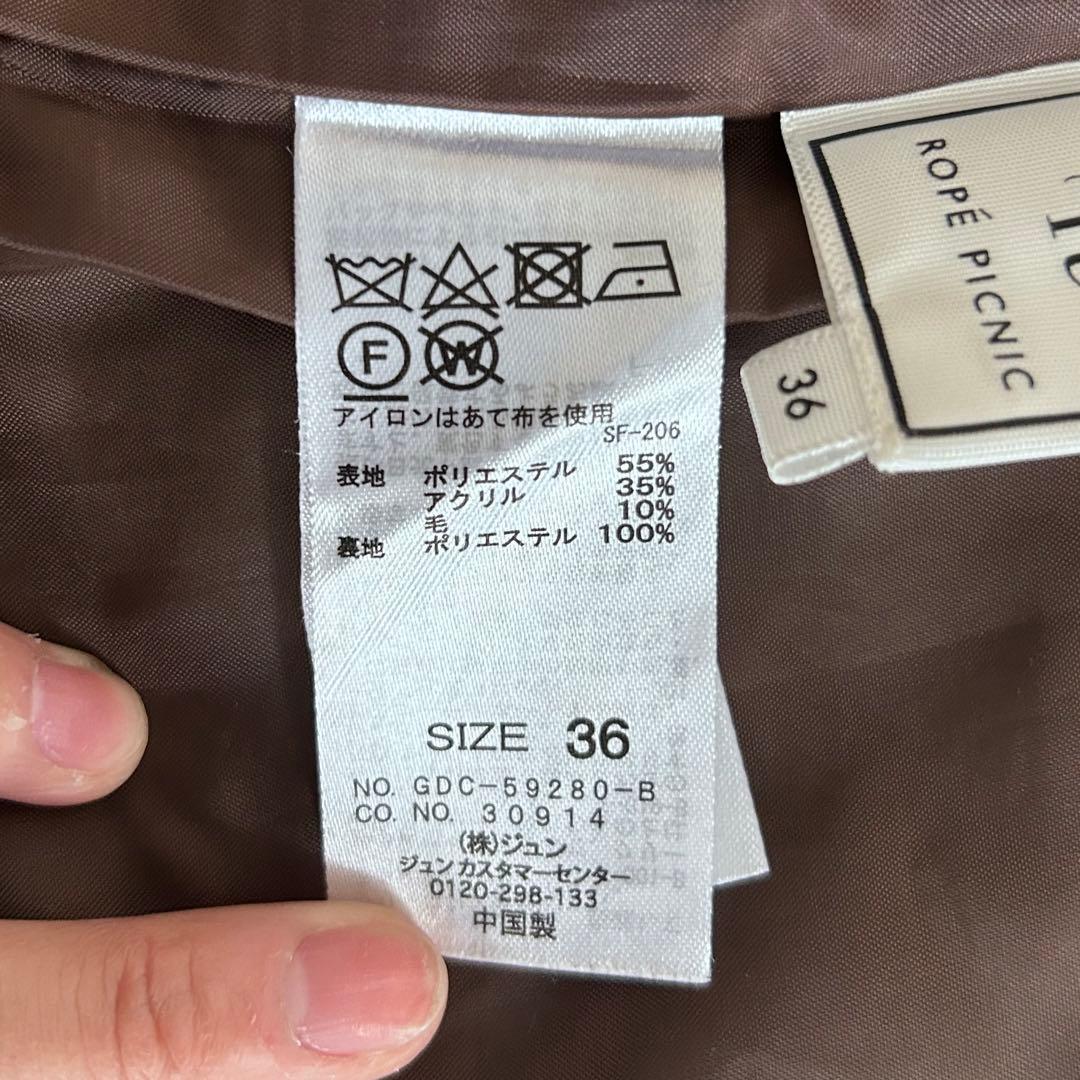 F
W
アイロンはあて布を使用
SF-206
表地 ポリエステル 55%
アクリル 35%
毛 10%
裏地 ポリエステル 100%
SIZE 36
NO. GDC-59280-B
CO. NO. 30914
(株)ジュン
ジュンカスタマーセンター
0120-298-133
中国製
ROPÉ PICNIC
36